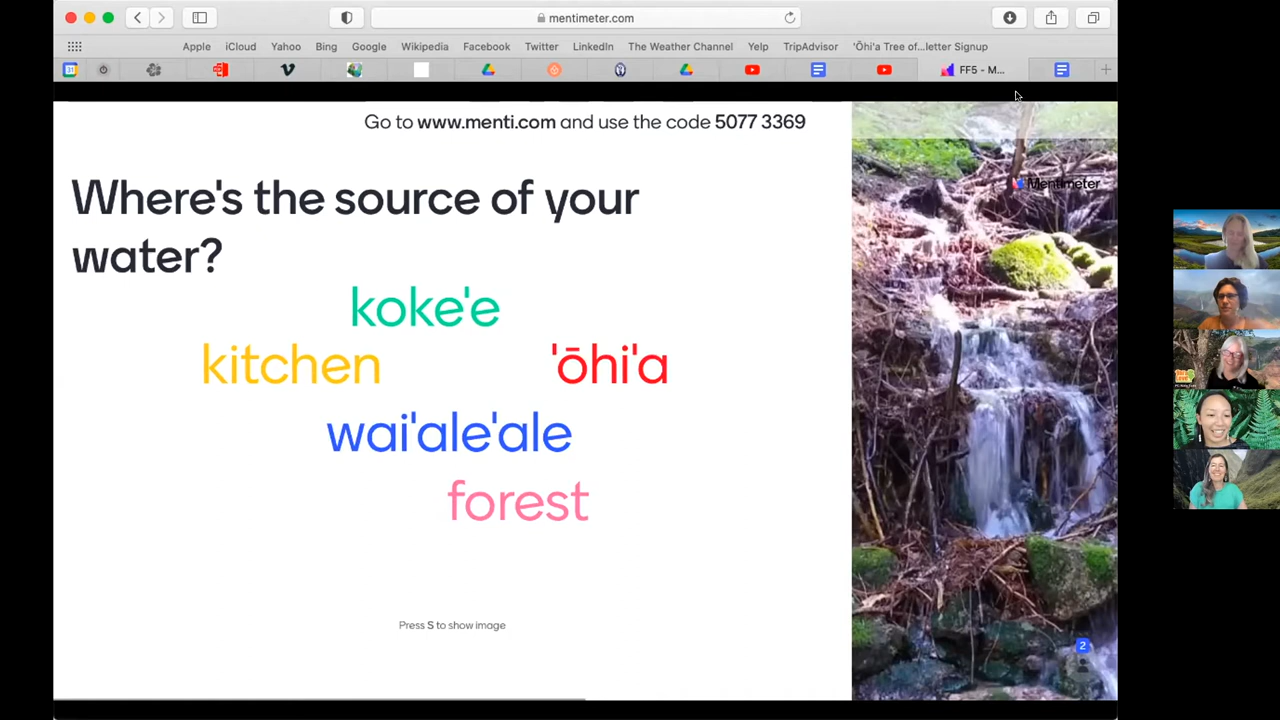 mentimeter.com
Apple iCloud Yahoo Bing Google Wikipedia Facebook Twitter LinkedIn The Weather Channel Yelp TripAdvisor 'Ōhi'a Tree of...letter Signup
FF5 - M...
Go to www.menti.com and use the code 5077 3369
Mentimeter
Where's the source of your
water?
koke'e
kitchen 'ōhi'a
wai'ale'ale
forest
Press S to show image
2